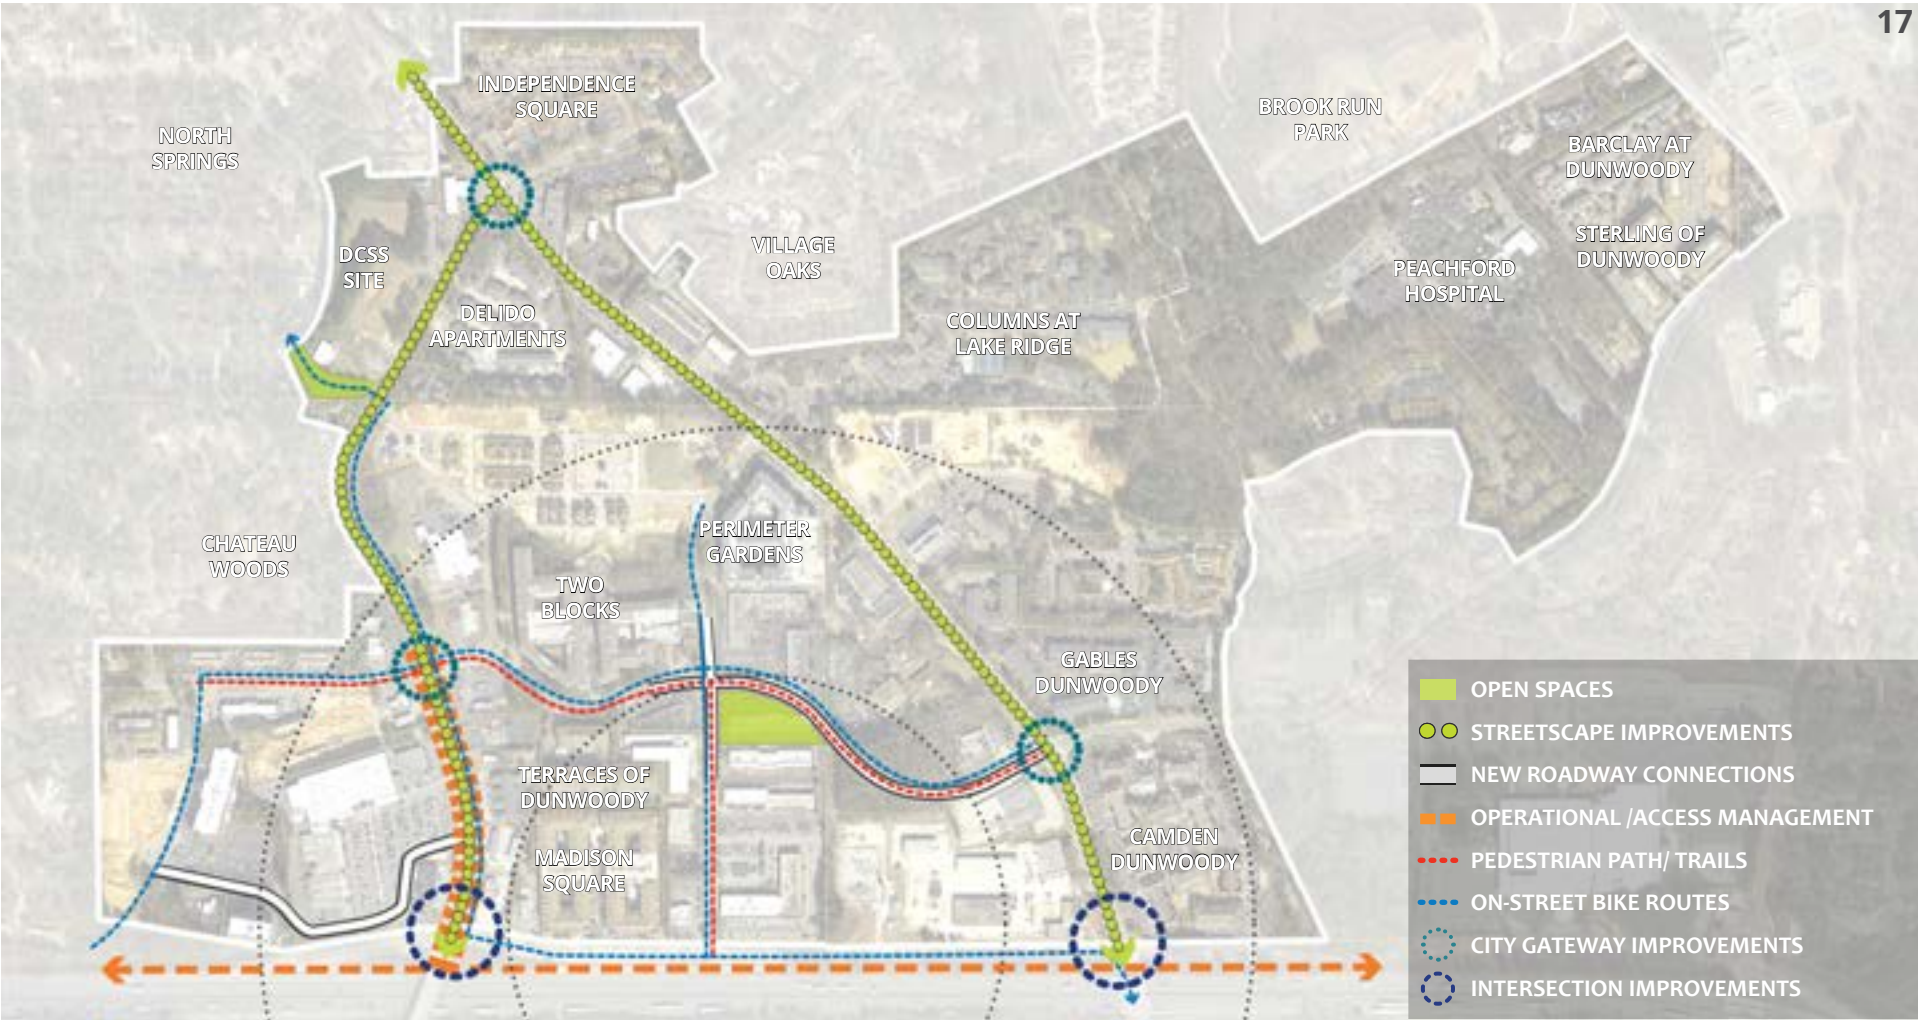 17
INDEPENDENCE
SQUARE
NORTH
SPRINGS
BROOK RUN
PARK
BARCLAY AT
DUNWOODY
DCSS
SITE
VILLAGE
OAKS
STERLING OF
DUNWOODY
PEACHFORD
HOSPITAL
DELIDO
APARTMENTS
COLUMNS AT
LAKE RIDGE
CHATEAU
WOODS
PERIMETER
GARDENS
TWO
BLOCKS
GABLES
DUNWOODY
TERRACES OF
DUNWOODY
MADISON
SQUARE
CAMDEN
DUNWOODY
OPEN SPACES
STREETSCAPE IMPROVEMENTS
NEW ROADWAY CONNECTIONS
OPERATIONAL /ACCESS MANAGEMENT
PEDESTRIAN PATH/ TRAILS
ON-STREET BIKE ROUTES
CITY GATEWAY IMPROVEMENTS
INTERSECTION IMPROVEMENTS